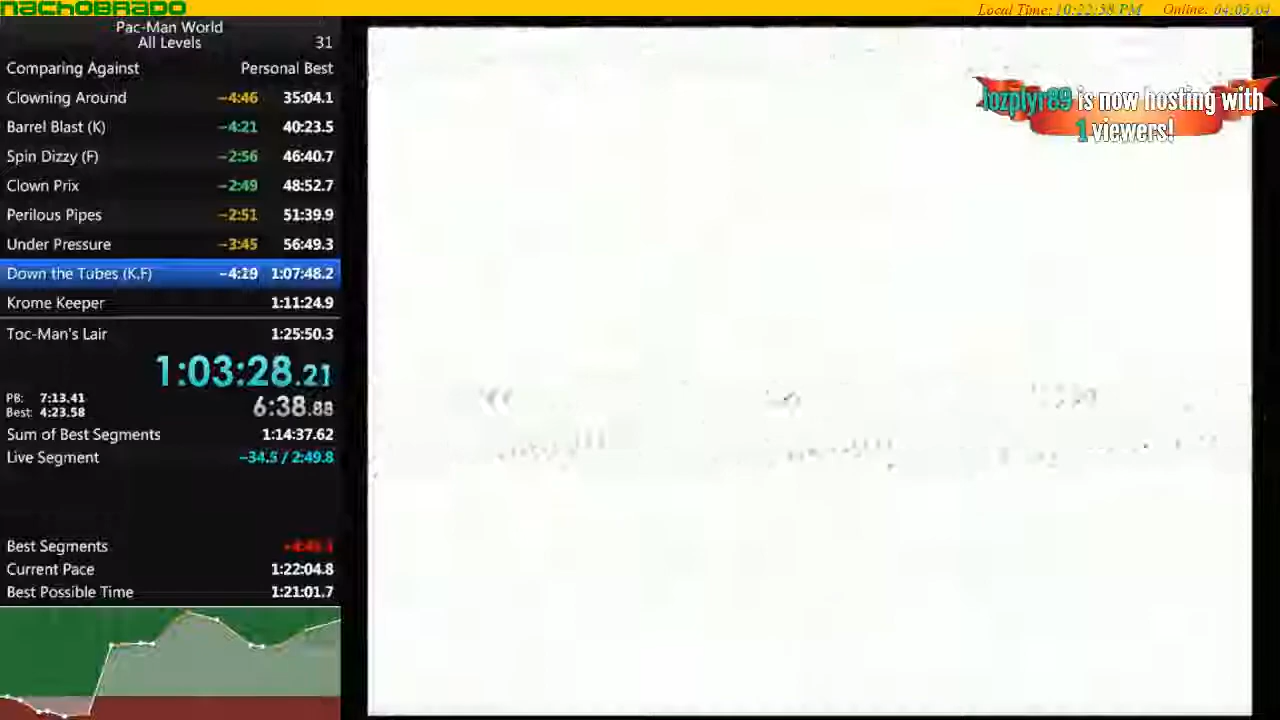 NACHOBRADO
Local Time: 10:22:58 PM Online: 04:05:04
Pac-Man World
All Levels 31
Comparing Against Personal Best
Clowning Around −4:46 35:04.1
Barrel Blast (K) −4:21 40:23.5
Spin Dizzy (F) −2:56 46:40.7
Clown Prix −2:49 48:52.7
Perilous Pipes −2:51 51:39.9
Under Pressure −3:45 56:49.3
Down the Tubes (K,F) −4:19 1:07:48.2
Krome Keeper 1:11:24.9
Toc-Man's Lair 1:25:50.3
1:03:28.21
PB: 7:13.41
Best: 4:23.58
6:38.88
Sum of Best Segments 1:14:37.62
Live Segment −34.5 / 2:49.8
Best Segments
Current Pace 1:22:04.8
Best Possible Time 1:21:01.7
lozplyr89 is now hosting with
1 viewers!